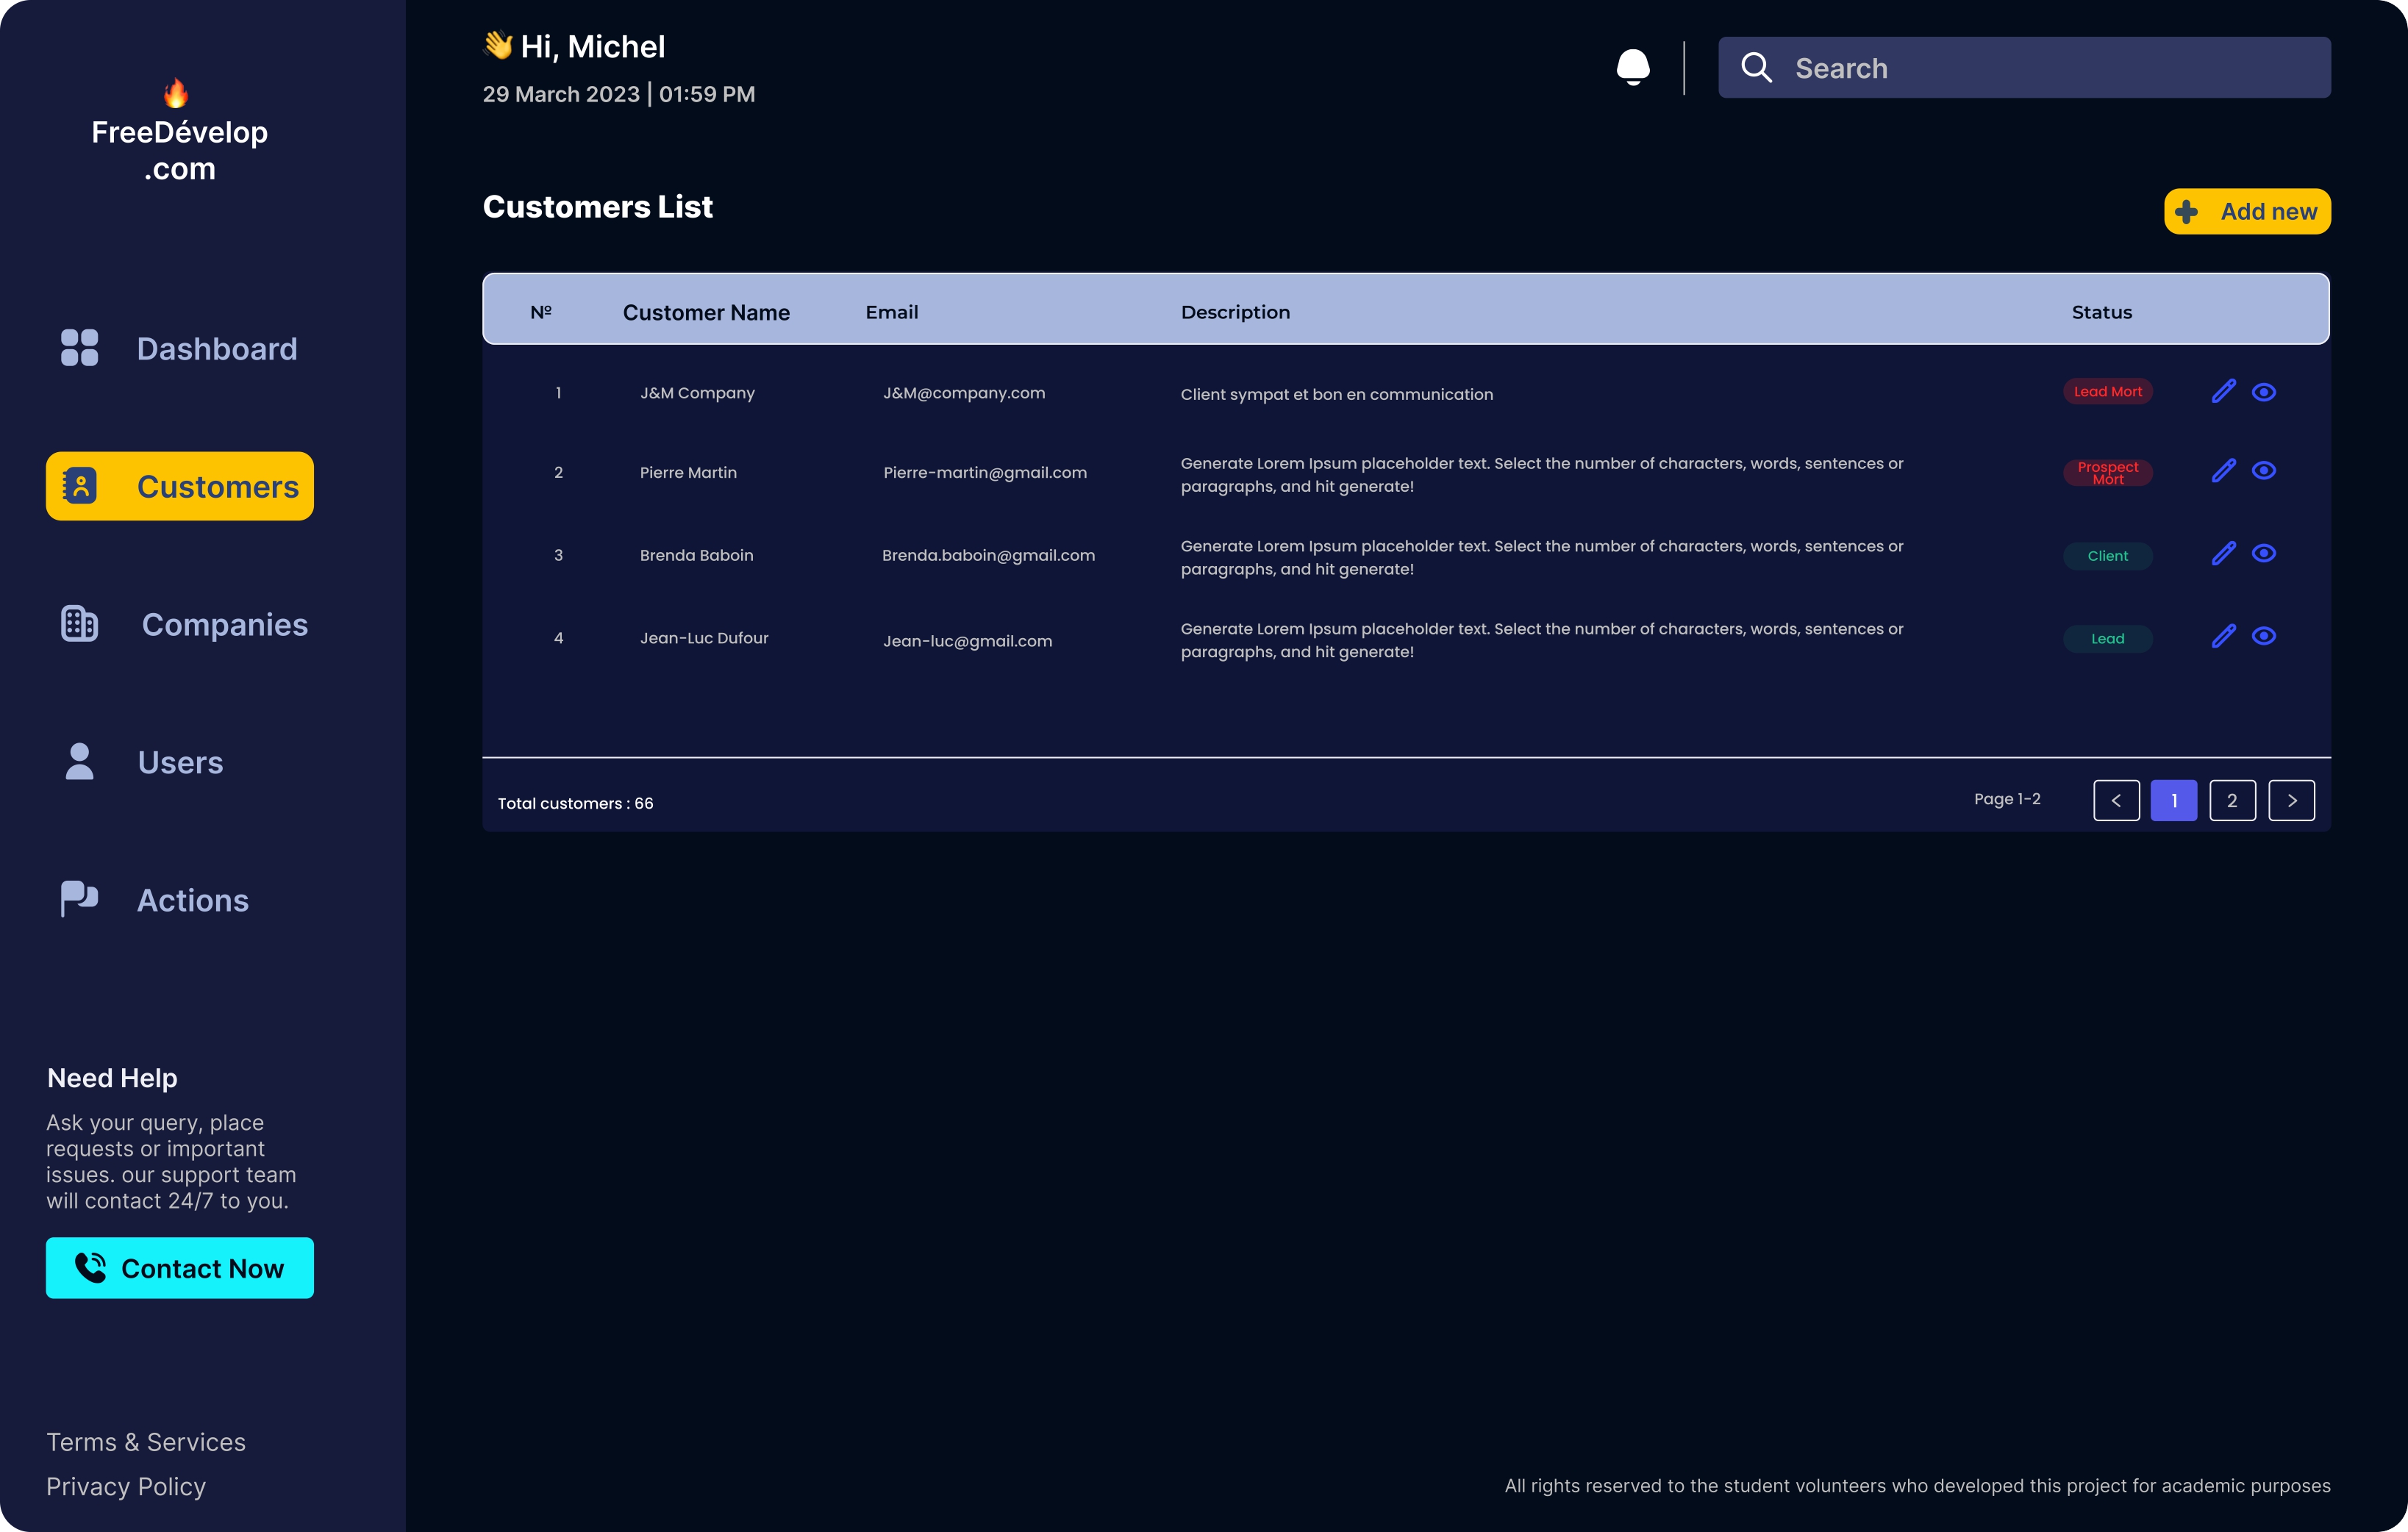 FreeDévelop
.com
Dashboard
Customers
Companies
Users
Actions
Need Help
Ask your query, place
requests or important
issues. our support team
will contact 24/7 to you.
Contact Now
Terms & Services
Privacy Policy
Hi, Michel
29 March 2023 | 01:59 PM
Search
Customers List
Add new
Nº Customer Name Email Description Status
1 J&M Company J&M@company.com Client sympat et bon en communication Lead Mort
2 Pierre Martin Pierre-martin@gmail.com Generate Lorem Ipsum placeholder text. Select the number of characters, words, sentences or
paragraphs, and hit generate!
Prospect
Mort
3 Brenda Baboin Brenda.baboin@gmail.com Generate Lorem Ipsum placeholder text. Select the number of characters, words, sentences or
paragraphs, and hit generate!
Client
4 Jean-Luc Dufour Jean-luc@gmail.com Generate Lorem Ipsum placeholder text. Select the number of characters, words, sentences or
paragraphs, and hit generate!
Lead
Total customers : 66
Page 1-2 < 1 2 >
All rights reserved to the student volunteers who developed this project for academic purposes